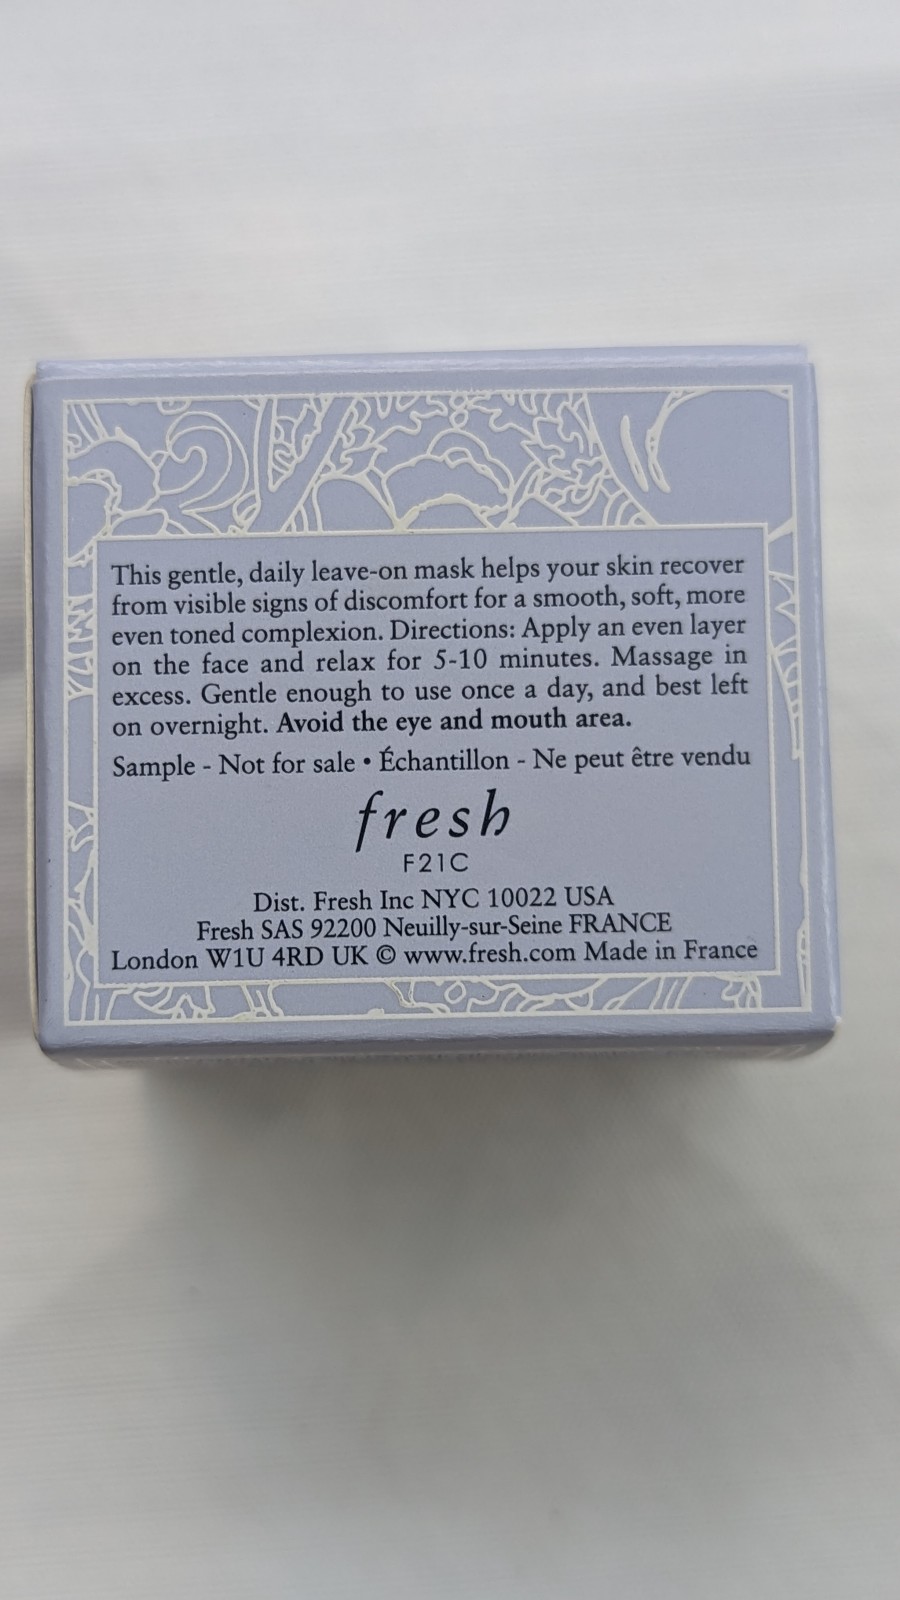 This gentle, daily leave-on mask helps your skin recover
from visible signs of discomfort for a smooth, soft, more
even toned complexion. Directions: Apply an even layer
on the face and relax for 5-10 minutes. Massage in
excess. Gentle enough to use once a day, and best left
on overnight. Avoid the eye and mouth area.
Sample - Not for sale • Échantillon - Ne peut être vendu
fresh
F21C
Dist. Fresh Inc NYC 10022 USA
Fresh SAS 92200 Neuilly-sur-Seine FRANCE
London W1U 4RD UK © www.fresh.com Made in France